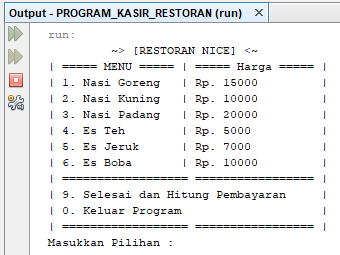 Output - PROGRAM_KASIR_RESTORAN (run) ×
run:
~> [RESTORAN NICE] <~
| ===== MENU ===== | ===== Harga ===== |
| 1. Nasi Goreng | Rp. 15000 |
| 2. Nasi Kuning | Rp. 10000 |
| 3. Nasi Padang | Rp. 20000 |
| 4. Es Teh | Rp. 5000 |
| 5. Es Jeruk | Rp. 7000 |
| 6. Es Boba | Rp. 10000 |
| ================== ================== |
| 9. Selesai dan Hitung Pembayaran |
| 0. Keluar Program |
| ================== ================== |
Masukkan Pilihan :